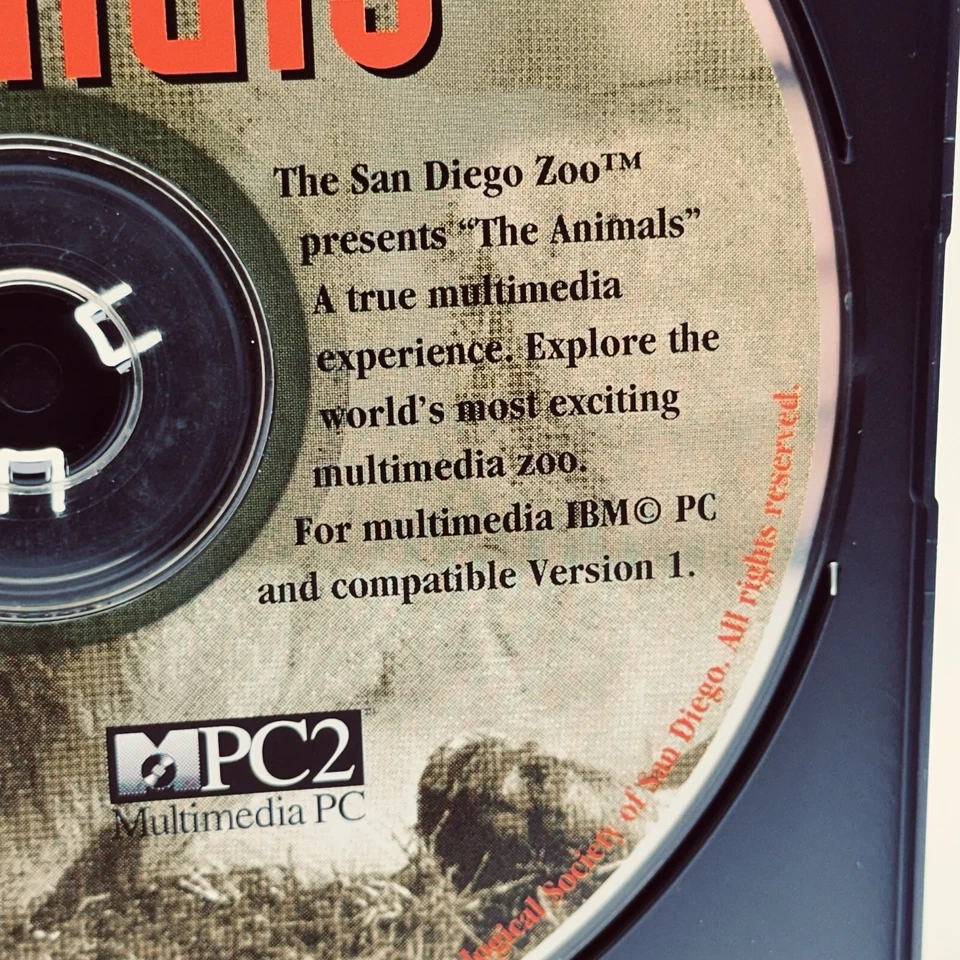 The San Diego Zoo™
presents “The Animals”
A true multimedia
experience. Explore the
world’s most exciting
multimedia zoo.
For multimedia IBM© PC
and compatible Version 1.
MPC2™
Multimedia PC
Society of San Diego. All rights reserved.